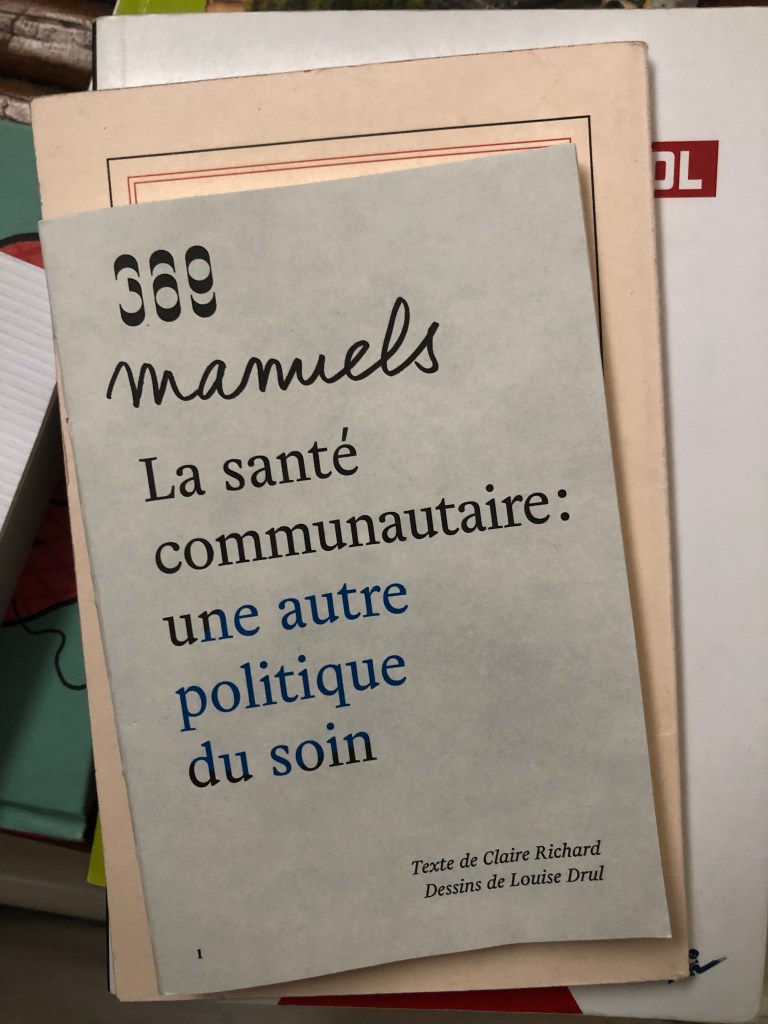 369
manuels
La santé
communautaire :
une autre
politique
du soin
Texte de Claire Richard
Dessins de Louise Drul
1
OL